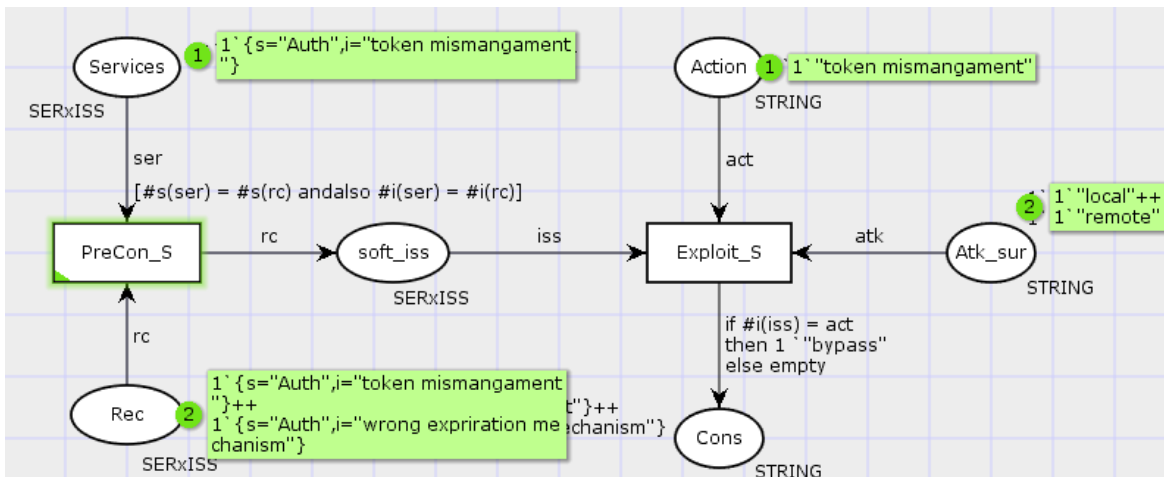 Services
1
1`{s="Auth",i="token mismangament
"}
SERxISS
Action
1
1`"token mismangament"
STRING
ser
act
[#s(ser) = #s(rc) andalso #i(ser) = #i(rc)]
2
1`"local"++
1`"remote"
PreCon_S
rc
soft_iss
SERxISS
iss
Exploit_S
atk
Atk_sur
STRING
rc
if #i(iss) = act
then 1 `"bypass"
else empty
Rec
2
1`{s="Auth",i="token mismangament
"}++
1`{s="Auth",i="wrong expriration me
chanism"}
"}++
echanism"}
SERxISS
Cons
STRING